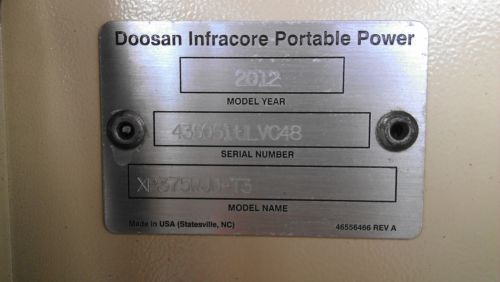 Doosan Infracore Portable Power
2012
MODEL YEAR
SERIAL NUMBER
MODEL NAME
Made in USA (Statesville, NC)
46556466 REV A